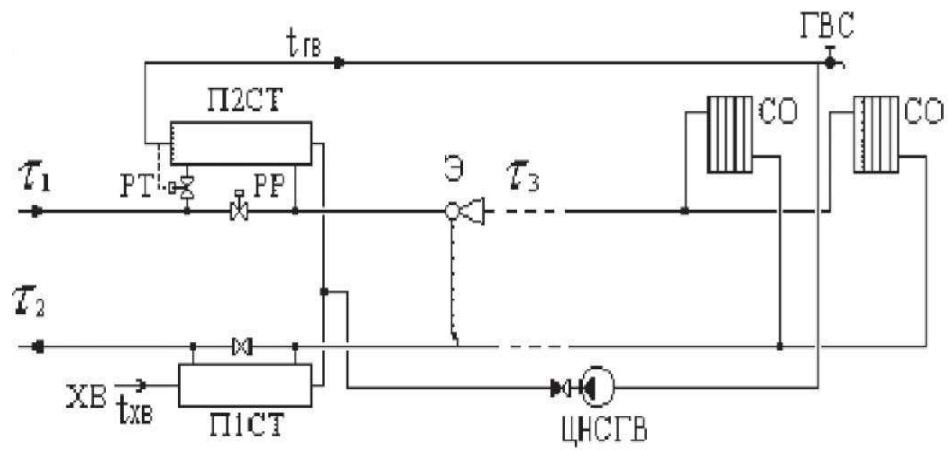 ГВС
tГВ
П2СТ
СО
СО
τ1
РТ
РР
Э
τ3
τ2
ХВ
tХВ
П1СТ
ЦНСГВ